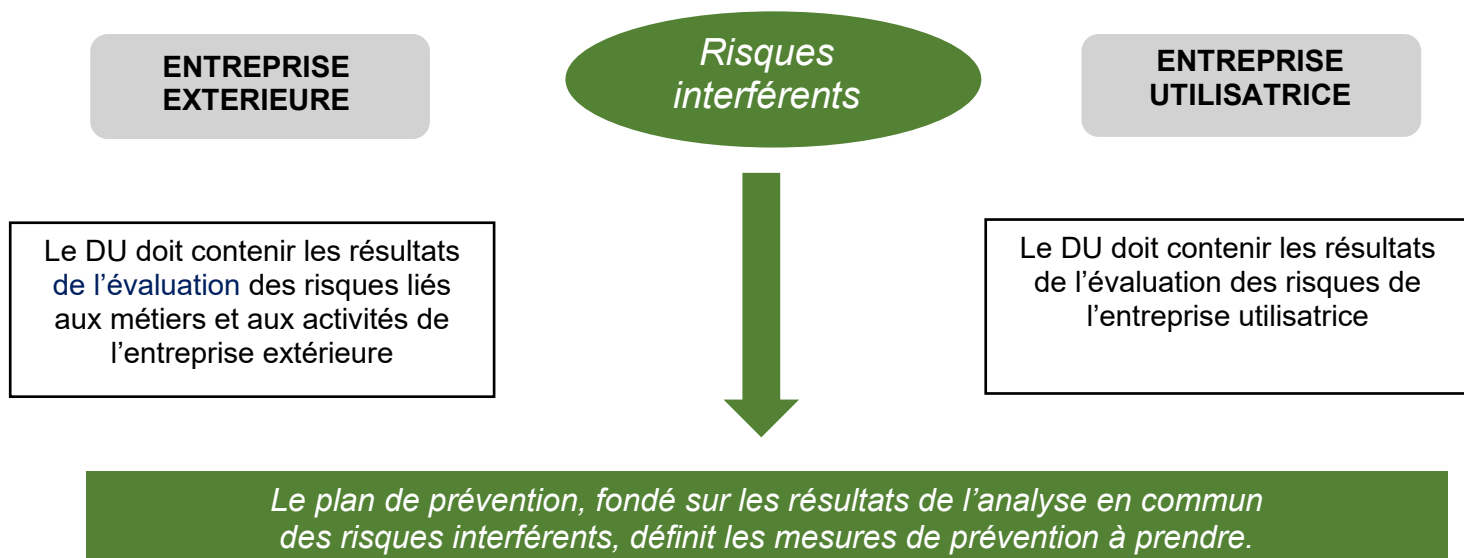 ENTREPRISE
EXTERIEURE
Risques
interférents
ENTREPRISE
UTILISATRICE
Le DU doit contenir les résultats
de l’évaluation des risques liés
aux métiers et aux activités de
l’entreprise extérieure
Le DU doit contenir les résultats
de l’évaluation des risques de
l’entreprise utilisatrice
Le plan de prévention, fondé sur les résultats de l’analyse en commun
des risques interférents, définit les mesures de prévention à prendre.